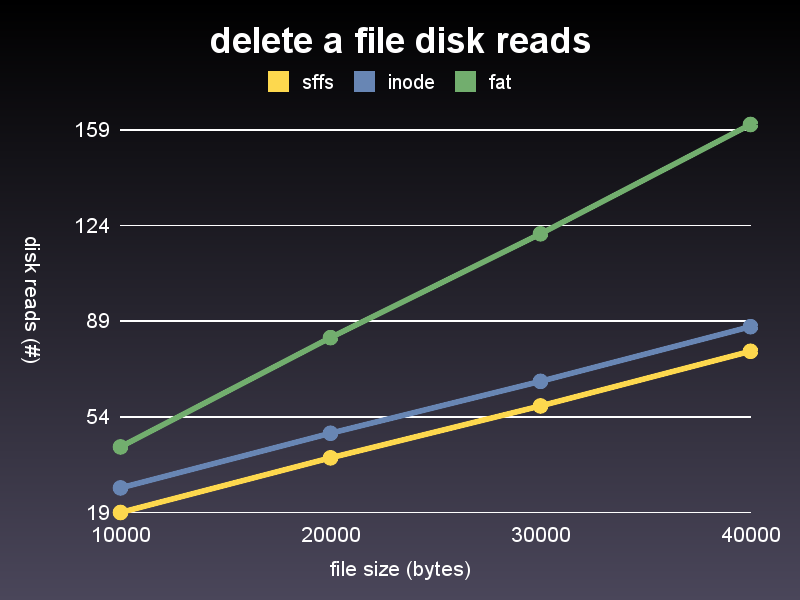 delete a file disk reads
sffs inode fat
159
124
89
54
19
disk reads (#)
10000 20000 30000 40000
file size (bytes)